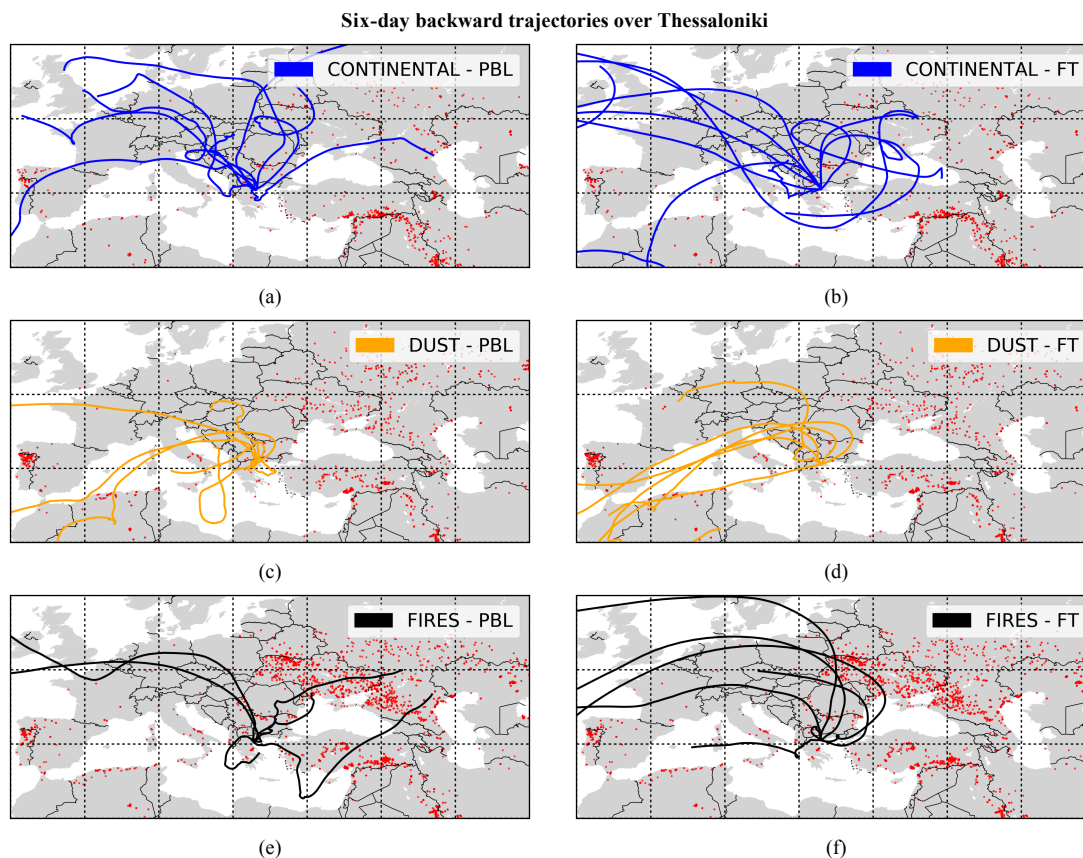 Six-day backward trajectories over Thessaloniki
CONTINENTAL - PBL
CONTINENTAL - FT
(a)
(b)
DUST - PBL
DUST - FT
(c)
(d)
FIRES - PBL
FIRES - FT
(e)
(f)